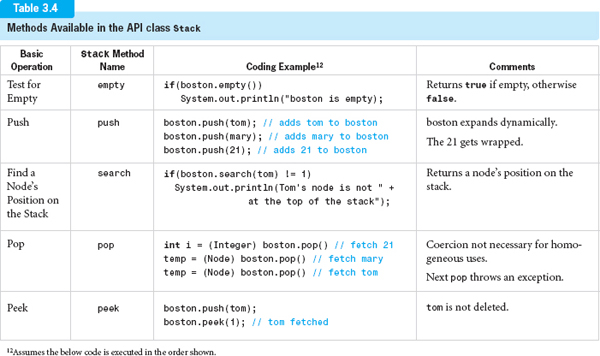 Table 3.4
Methods Available in the API class Stack
Basic Operation Stack Method Name Coding Example12 Comments
Test for Empty
empty
if(boston.empty())
System.out.println("boston is empty);
Returns true if empty, otherwise
false.
Push
push
boston.push(tom); // adds tom to boston
boston.push(mary); // adds mary to boston
boston.push(21); // adds 21 to boston
boston expands dynamically.
The 21 gets wrapped.
Find a
Node's
Position on
the Stack
search
if(boston.search(tom) != 1)
System.out.println(Tom's node is not " +
at the top of the stack");
Returns a node's position on the
stack.
Pop
pop
int i = (Integer) boston.pop() // fetch 21
temp = (Node) boston.pop() // fetch mary
temp = (Node) boston.pop() // fetch tom
Coercion not necessary for homo-
geneous uses.
Next pop throws an exception.
Peek
peek
boston.push(tom);
boston.peek(1); // tom fetched
tom is not deleted.
12Assumes the below code is executed in the order shown.